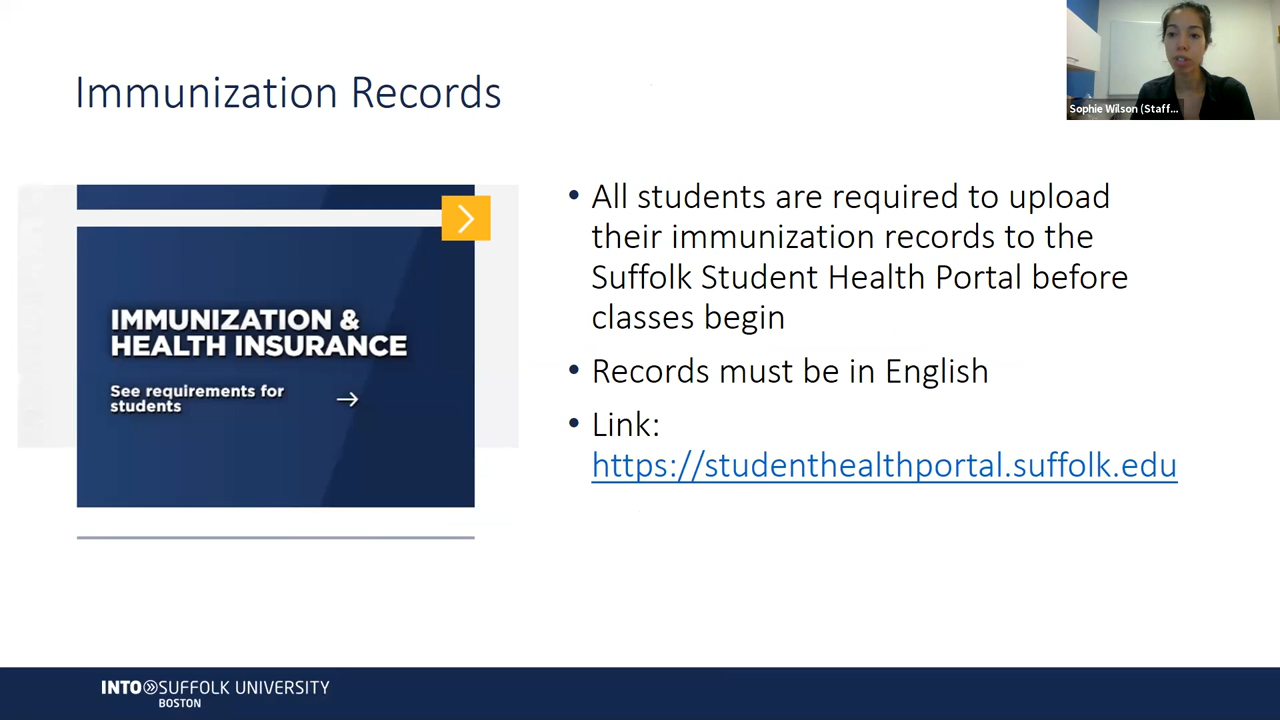 Immunization Records
Sophie Wilson (Staff...
IMMUNIZATION &
HEALTH INSURANCE
See requirements for
students
• All students are required to upload
their immunization records to the
Suffolk Student Health Portal before
classes begin
• Records must be in English
• Link:
https://studenthealthportal.suffolk.edu
INTO SUFFOLK UNIVERSITY
BOSTON